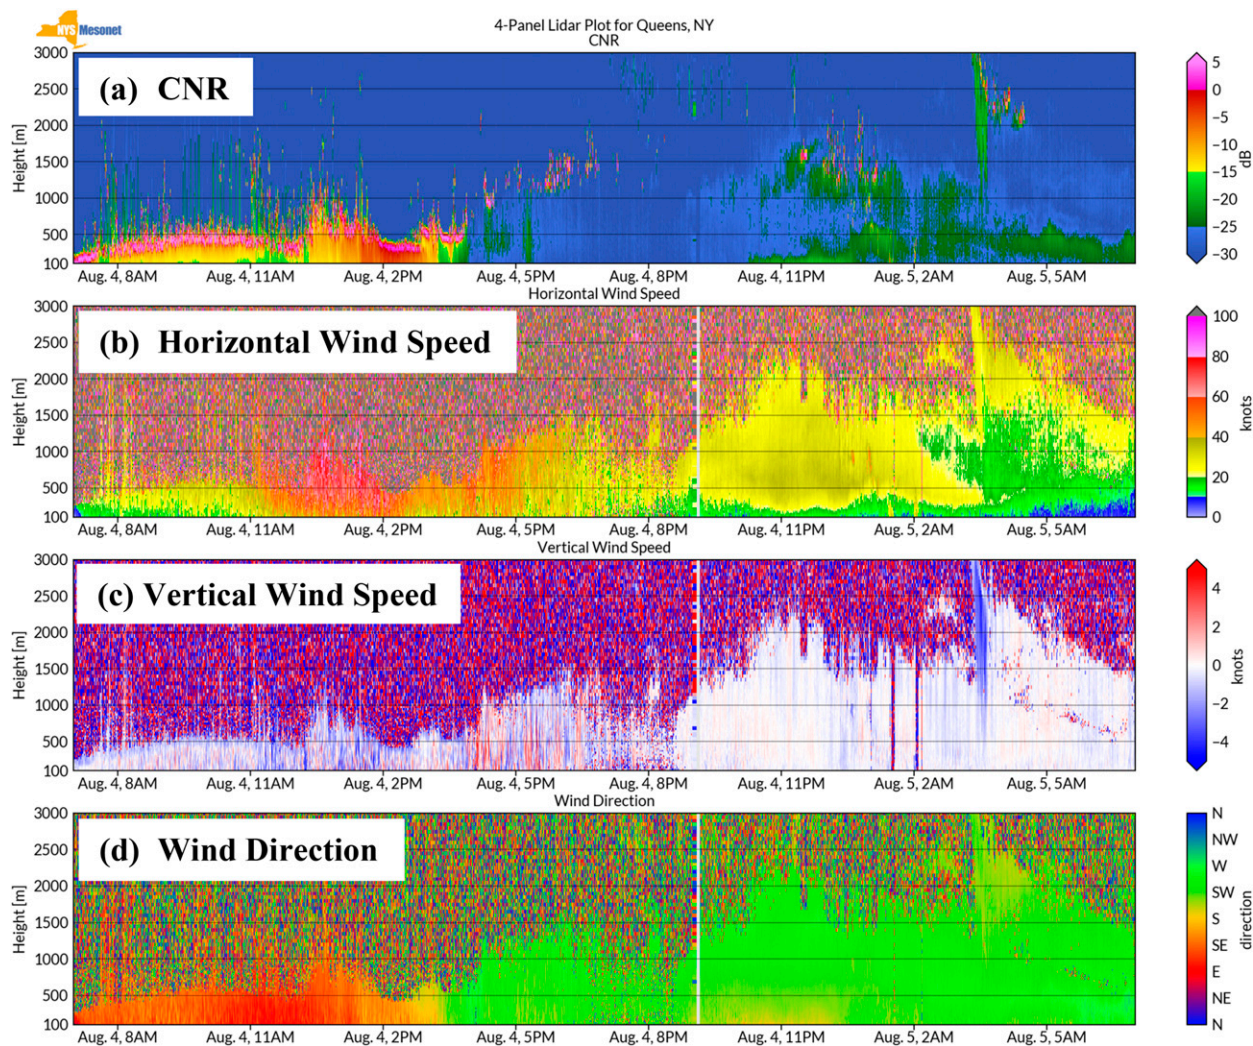 NYS Mesonet
4-Panel Lidar Plot for Queens, NY
CNR
(a) CNR
Height [m]
3000
2500
2000
1500
1000
500
100
Aug. 4, 8AM Aug. 4, 11AM Aug. 4, 2PM Aug. 4, 5PM Aug. 4, 8PM Aug. 4, 11PM Aug. 5, 2AM Aug. 5, 5AM
5
0
−5
−10
−15
−20
−25
−30
dB
Horizontal Wind Speed
(b) Horizontal Wind Speed
Height [m]
3000
2500
2000
1500
1000
500
100
Aug. 4, 8AM Aug. 4, 11AM Aug. 4, 2PM Aug. 4, 5PM Aug. 4, 8PM Aug. 4, 11PM Aug. 5, 2AM Aug. 5, 5AM
100
80
60
40
20
10
0
knots
Vertical Wind Speed
(c) Vertical Wind Speed
Height [m]
3000
2500
2000
1500
1000
500
100
Aug. 4, 8AM Aug. 4, 11AM Aug. 4, 2PM Aug. 4, 5PM Aug. 4, 8PM Aug. 4, 11PM Aug. 5, 2AM Aug. 5, 5AM
4
2
0
−2
−4
knots
Wind Direction
(d) Wind Direction
Height [m]
3000
2500
2000
1500
1000
500
100
Aug. 4, 8AM Aug. 4, 11AM Aug. 4, 2PM Aug. 4, 5PM Aug. 4, 8PM Aug. 4, 11PM Aug. 5, 2AM Aug. 5, 5AM
N
NW
W
SW
S
SE
E
NE
N
direction